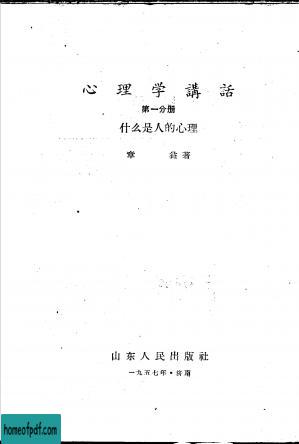 心理学講話
第一分册
什么是人的心理
章 益著
山东人民出版社
一九五七年·济南
homeofpdf.com